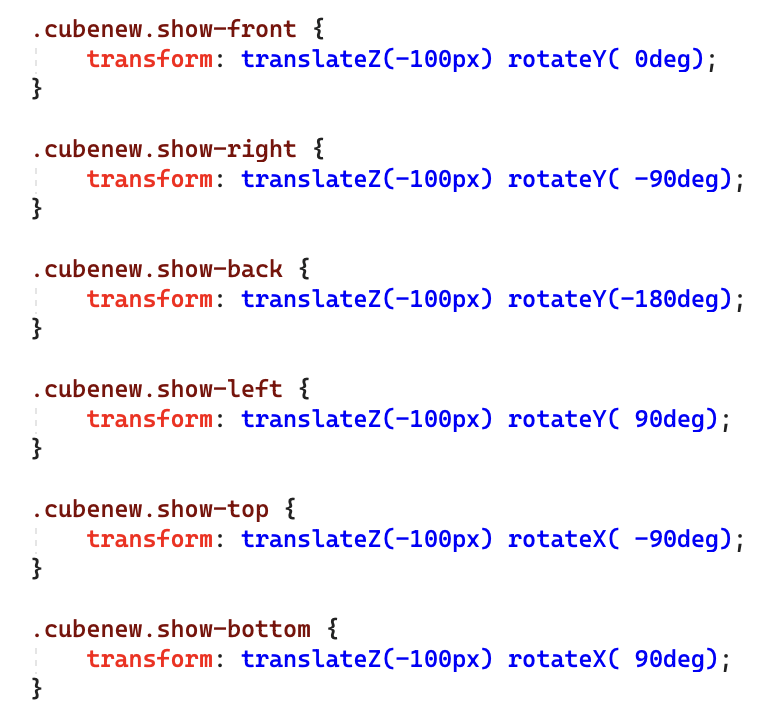 .cubenew.show-front {
    transform: translateZ(-100px) rotateY( 0deg);
}

.cubenew.show-right {
    transform: translateZ(-100px) rotateY( -90deg);
}

.cubenew.show-back {
    transform: translateZ(-100px) rotateY(-180deg);
}

.cubenew.show-left {
    transform: translateZ(-100px) rotateY( 90deg);
}

.cubenew.show-top {
    transform: translateZ(-100px) rotateX( -90deg);
}

.cubenew.show-bottom {
    transform: translateZ(-100px) rotateX( 90deg);
}